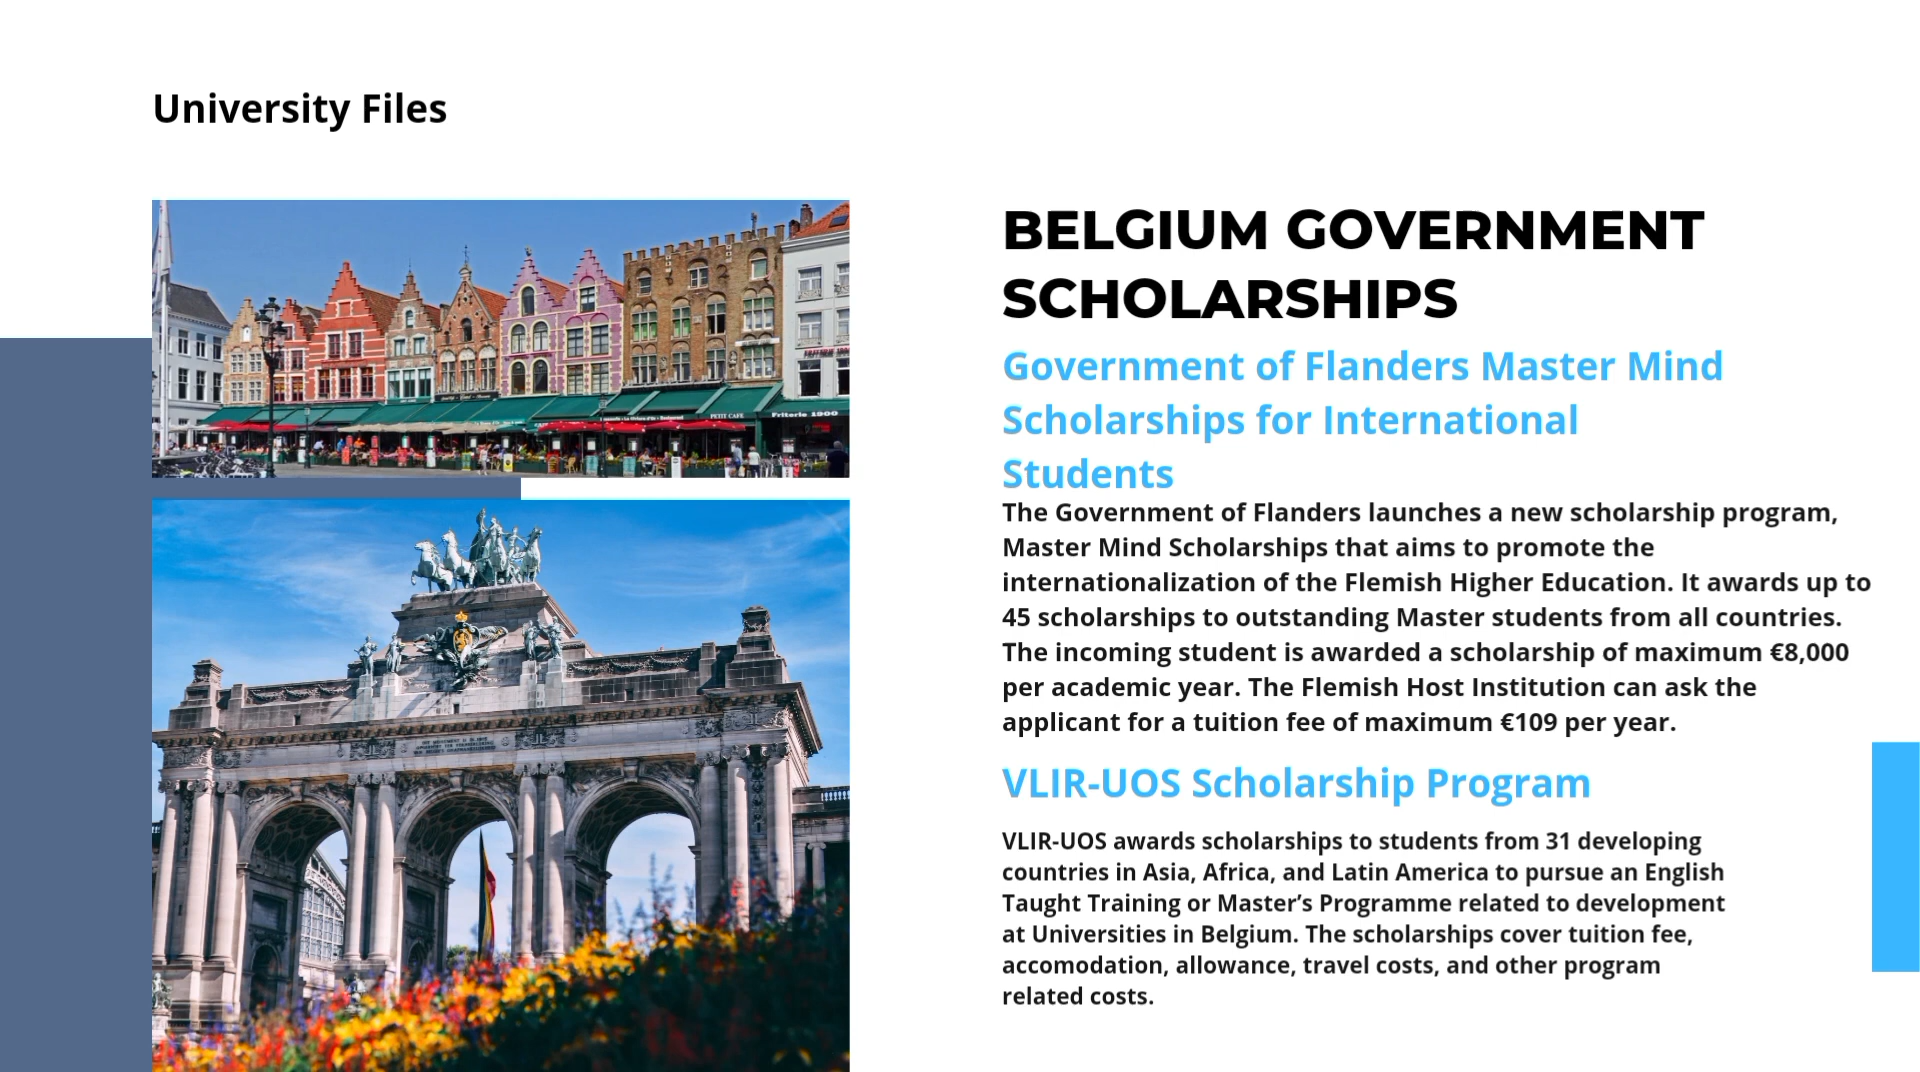 University Files
BELGIUM GOVERNMENT
SCHOLARSHIPS
Government of Flanders Master Mind
Scholarships for International
Students
The Government of Flanders launches a new scholarship program,
Master Mind Scholarships that aims to promote the
internationalization of the Flemish Higher Education. It awards up to
45 scholarships to outstanding Master students from all countries.
The incoming student is awarded a scholarship of maximum €8,000
per academic year. The Flemish Host Institution can ask the
applicant for a tuition fee of maximum €109 per year.
VLIR-UOS Scholarship Program
VLIR-UOS awards scholarships to students from 31 developing
countries in Asia, Africa, and Latin America to pursue an English
Taught Training or Master’s Programme related to development
at Universities in Belgium. The scholarships cover tuition fee,
accomodation, allowance, travel costs, and other program
related costs.
PETIT CAFE
Friterie 1900